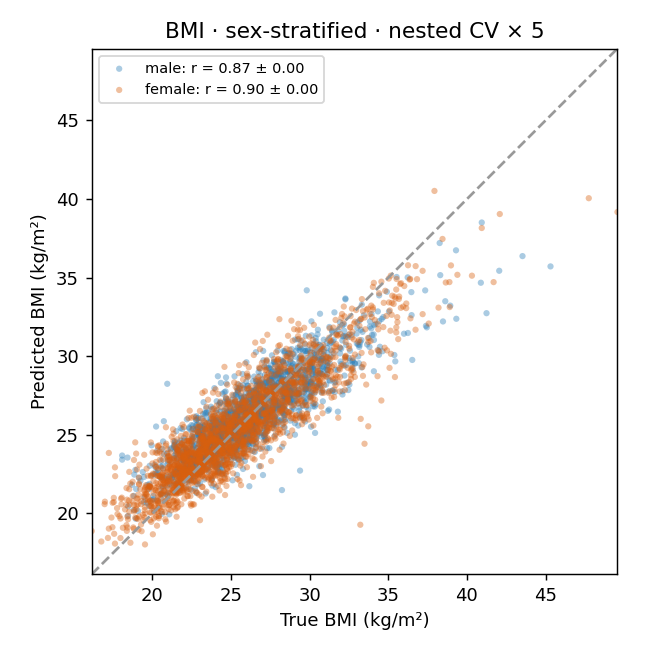 BMI · sex-stratified · nested CV × 5
male: r = 0.87 ± 0.00
female: r = 0.90 ± 0.00
Predicted BMI (kg/m²)
45
40
35
30
25
20
20 25 30 35 40 45
True BMI (kg/m²)